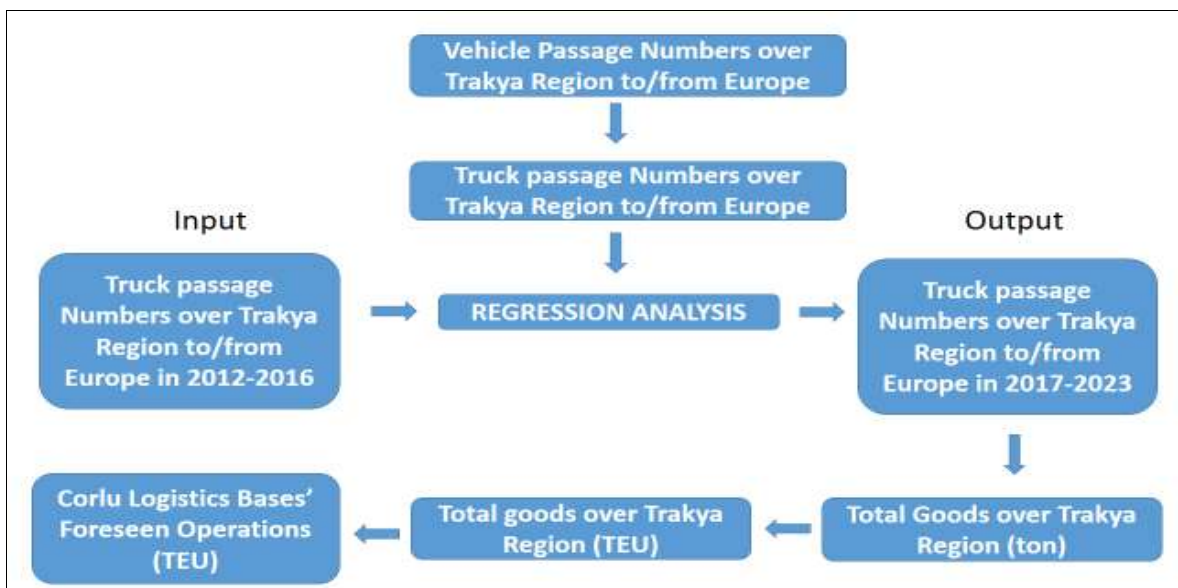 Vehicle Passage Numbers over
Trakya Region to/from Europe
Truck passage Numbers over
Trakya Region to/from Europe
Input
Output
Truck passage
Numbers over Trakya
Region to/from
Europe in 2012-2016
REGRESSION ANALYSIS
Truck passage
Numbers over Trakya
Region to/from
Europe in 2017-2023
Corlu Logistics Bases’
Foreseen Operations
(TEU)
Total goods over Trakya
Region (TEU)
Total Goods over Trakya
Region (ton)